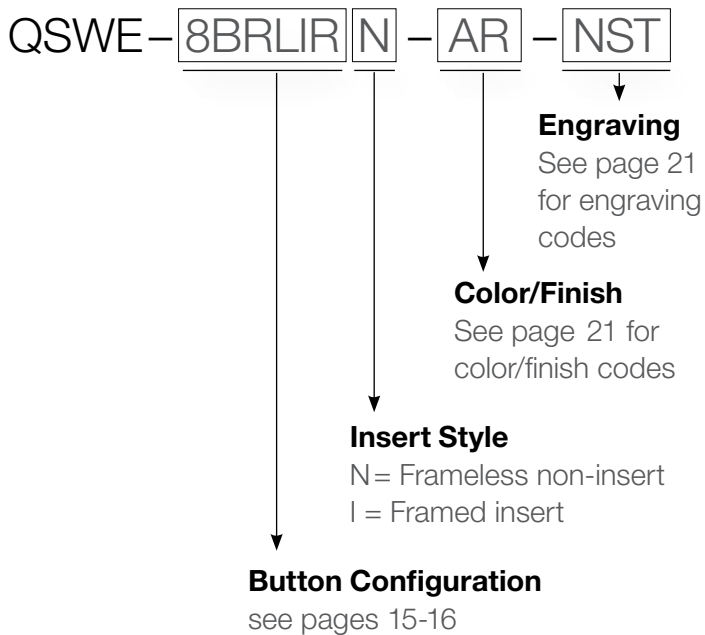 QSWE – 8BRLIR N – AR – NST
Engraving
See page 21
for engraving
codes
Color/Finish
See page 21 for
color/finish codes
Insert Style
N = Frameless non-insert
I = Framed insert
Button Configuration
see pages 15-16